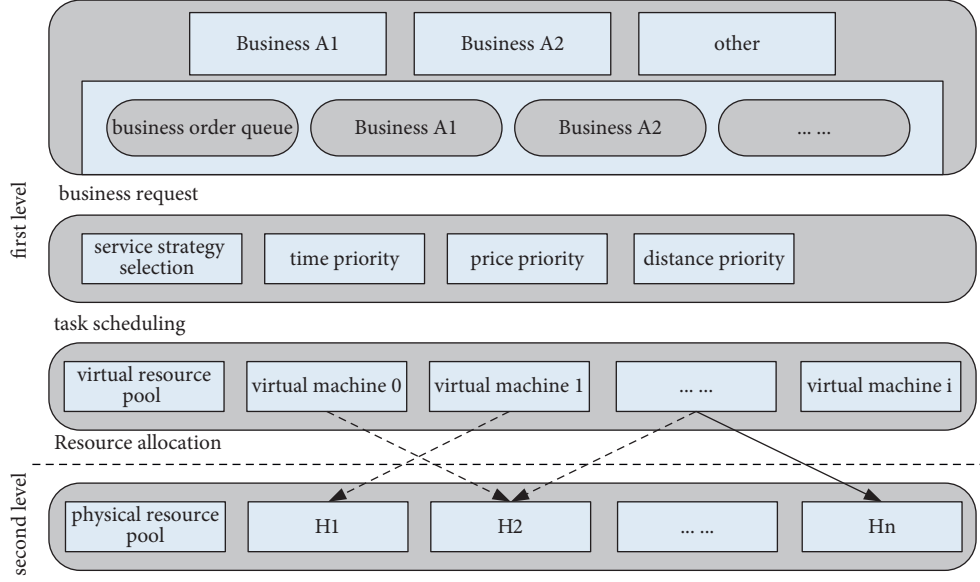 Business A1
Business A2
other
business order queue
Business A1
Business A2
... ...
business request
first level
service strategy
selection
time priority
price priority
distance priority
task scheduling
virtual resource
pool
virtual machine 0
virtual machine 1
... ...
virtual machine i
Resource allocation
second level
physical resource
pool
H1
H2
... ...
Hn